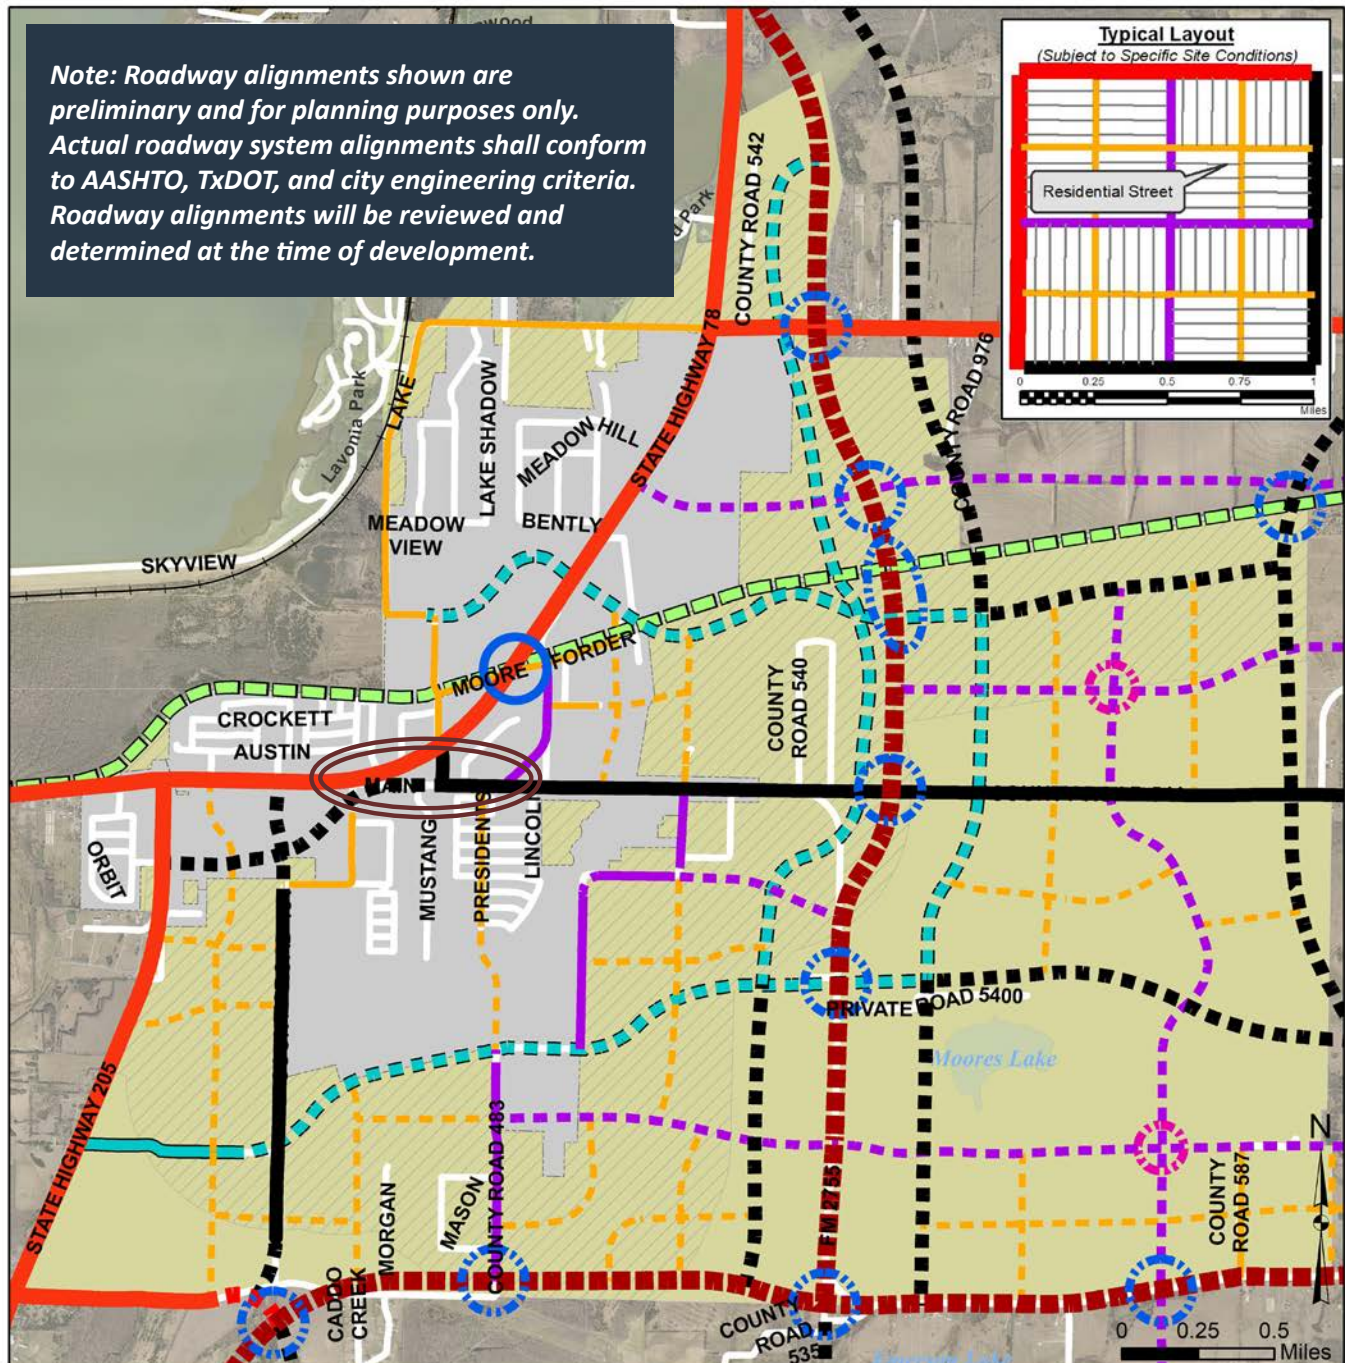 Note: Roadway alignments shown are
preliminary and for planning purposes only.
Actual roadway system alignments shall conform
to AASHTO, TxDOT, and city engineering criteria.
Roadway alignments will be reviewed and
determined at the time of development.
Typical Layout
(Subject to Specific Site Conditions)
Residential Street
0 0.25 0.5 0.75 1
Miles
COUNTY ROAD 542
Park
STATE HIGHWAY 78
COUNTY ROAD 976
Lavonia Park
LAKE
LAKE SHADOW
MEADOW HILL
MEADOW
VIEW
BENTLY
SKYVIEW
MOORE FORDER
CROCKETT
AUSTIN
COUNTY
ROAD 540
MAIN
ORBIT
MUSTANG
PRESIDENTS
LINCOLN
PRIVATE ROAD 5400
Moores Lake
STATE HIGHWAY 205
COUNTY ROAD 483
MORGAN
MASON
FM 2755
COUNTY
ROAD 587
N
CADDO
CREEK
COUNTY
ROAD
535
0 0.25 0.5
Miles